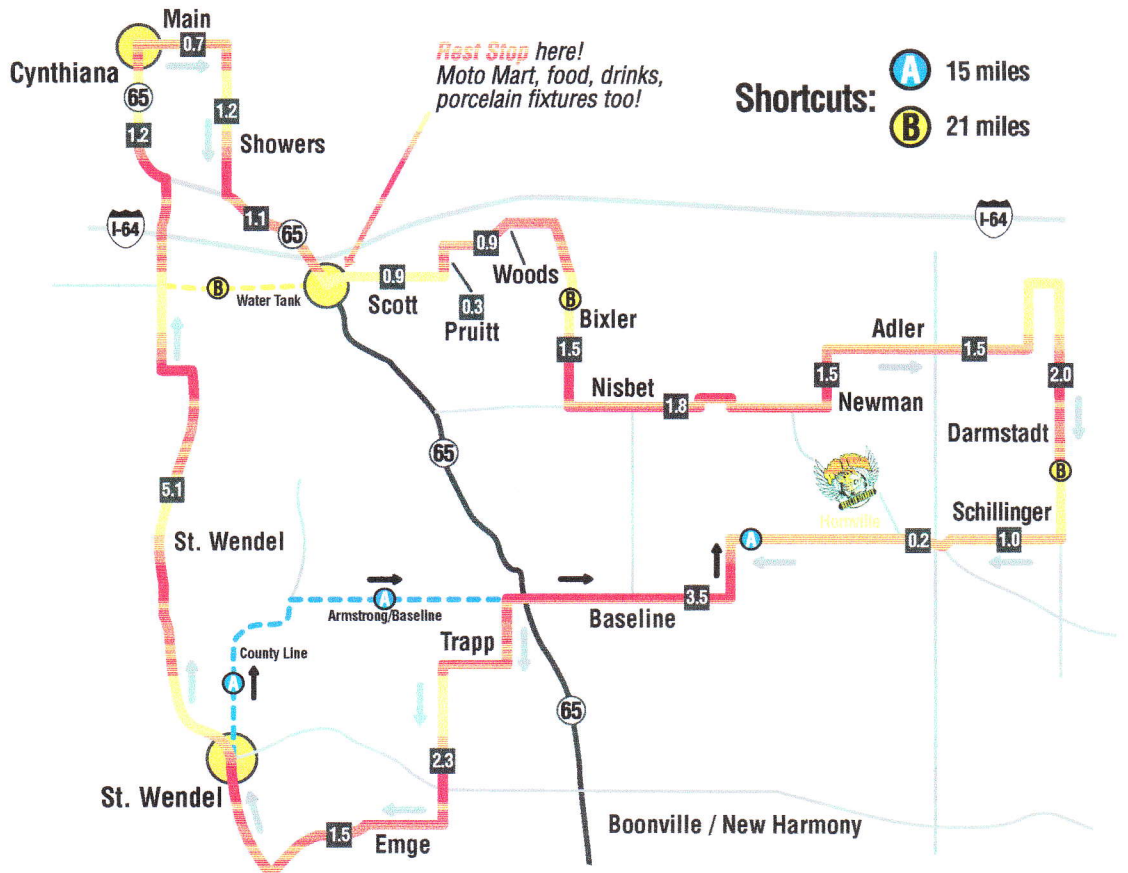 Main
0.7
Cynthiana
65
1.2
1.2
Showers
1.1
65
Rest Stop here!
Moto Mart, food, drinks,
porcelain fixtures too!
Shortcuts:
A 15 miles
B 21 miles
I-64
I-64
B
Water Tank
0.9
Scott
0.3
Pruitt
0.9
Woods
B
Bixler
1.5
Nisbet
1.8
1.5
Newman
Adler
1.5
2.0
Darmstadt
B
Schillinger
1.0
0.2
Hornville
A
65
5.1
St. Wendel
A
Armstrong/Baseline
Baseline
3.5
Trapp
County Line
A
65
2.3
St. Wendel
1.5
Emge
Boonville / New Harmony